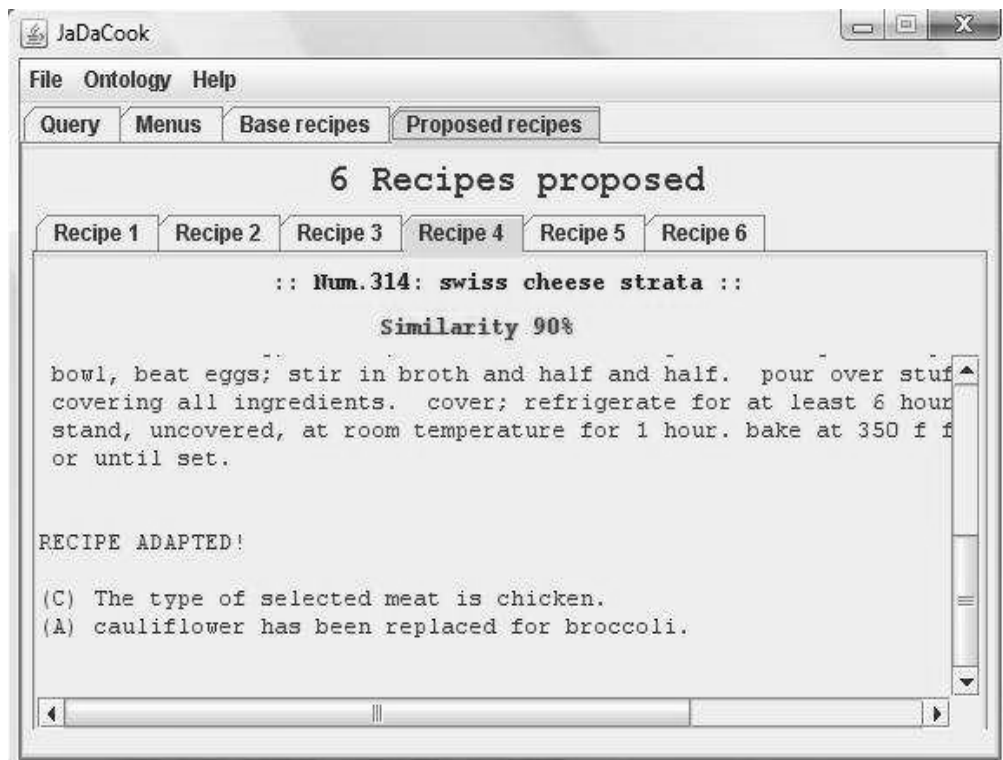 JaDaCook
File Ontology Help
Query Menus Base recipes Proposed recipes
6 Recipes proposed
Recipe 1 Recipe 2 Recipe 3 Recipe 4 Recipe 5 Recipe 6
:: Num.314: swiss cheese strata ::
Similarity 90%
bowl, beat eggs; stir in broth and half and half. pour over stuf
covering all ingredients. cover; refrigerate for at least 6 hour
stand, uncovered, at room temperature for 1 hour. bake at 350 f f
or until set.
RECIPE ADAPTED!
(C) The type of selected meat is chicken.
(A) cauliflower has been replaced for broccoli.